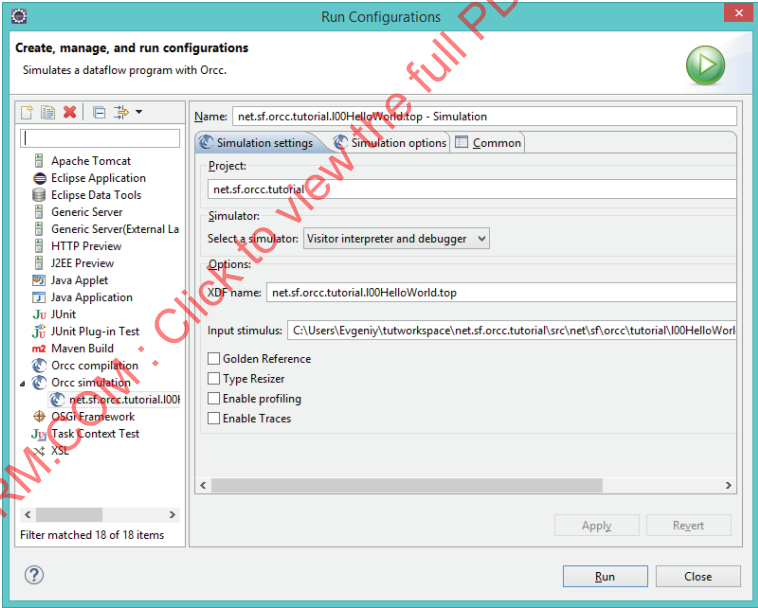 Run Configurations
Create, manage, and run configurations
Simulates a dataflow program with Orcc.
Name: net.sf.orcc.tutorial.I00HelloWorld.top - Simulation
Simulation settings
Simulation options
Common
Apache Tomcat
Eclipse Application
Eclipse Data Tools
Generic Server
Generic Server(External La
HTTP Preview
J2EE Preview
Java Applet
Java Application
JUnit
JUnit Plug-in Test
Maven Build
Orcc compilation
Orcc simulation
net.sf.orcc.tutorial.I00H
OSGi Framework
Task Context Test
XSL
Filter matched 18 of 18 items
Project:
net.sf.orcc.tutorial
Simulator:
Select a simulator: Visitor interpreter and debugger
Options:
XDF name: net.sf.orcc.tutorial.I00HelloWorld.top
Input stimulus: C:\Users\Evgeniy\tutworkspace\net.sf.orcc.tutorial\src\net\sf\orcc\tutorial\I00HelloWorl
Golden Reference
Type Resizer
Enable profiling
Enable Traces
Apply
Revert
Run
Close
RM.COM : Click to view the full PD